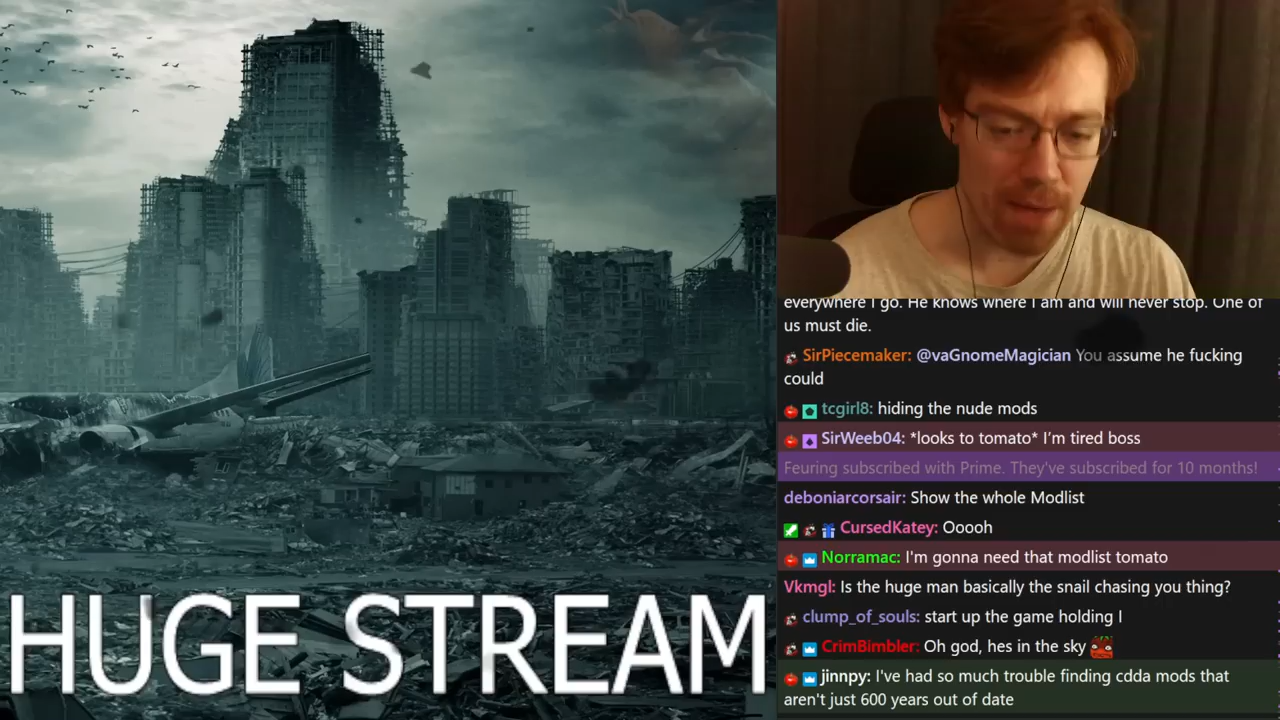 HUGE STREAM
everywhere I go. He knows where I am and will never stop. One of
us must die.
SirPiecemaker: @vaGnomeMagician You assume he fucking
could
tcgirl8: hiding the nude mods
SirWeeb04: *looks to tomato* I'm tired boss
Feuring subscribed with Prime. They've subscribed for 10 months!
deboniarcorsair: Show the whole Modlist
CursedKatey: Ooooh
Norramac: I'm gonna need that modlist tomato
Vkmgl: Is the huge man basically the snail chasing you thing?
clump_of_souls: start up the game holding I
CrimBimbler: Oh god, hes in the sky
jinnpy: I've had so much trouble finding cdda mods that
aren't just 600 years out of date